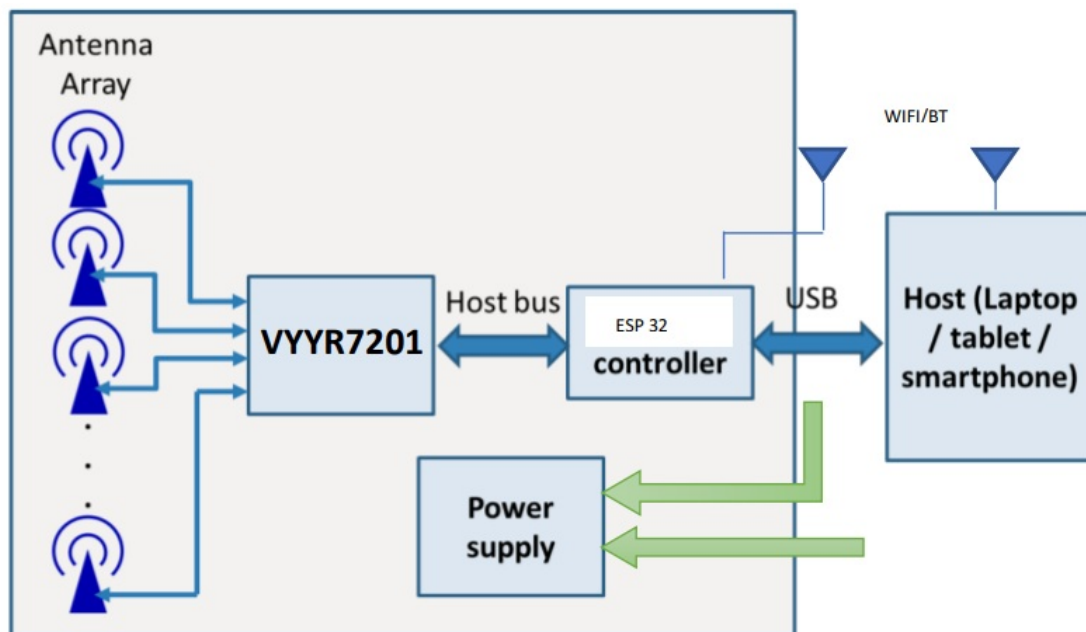 Antenna
Array
WIFI/BT
VYYR7201
Host bus
ESP 32
controller
USB
Host (Laptop
/ tablet /
smartphone)
Power
supply